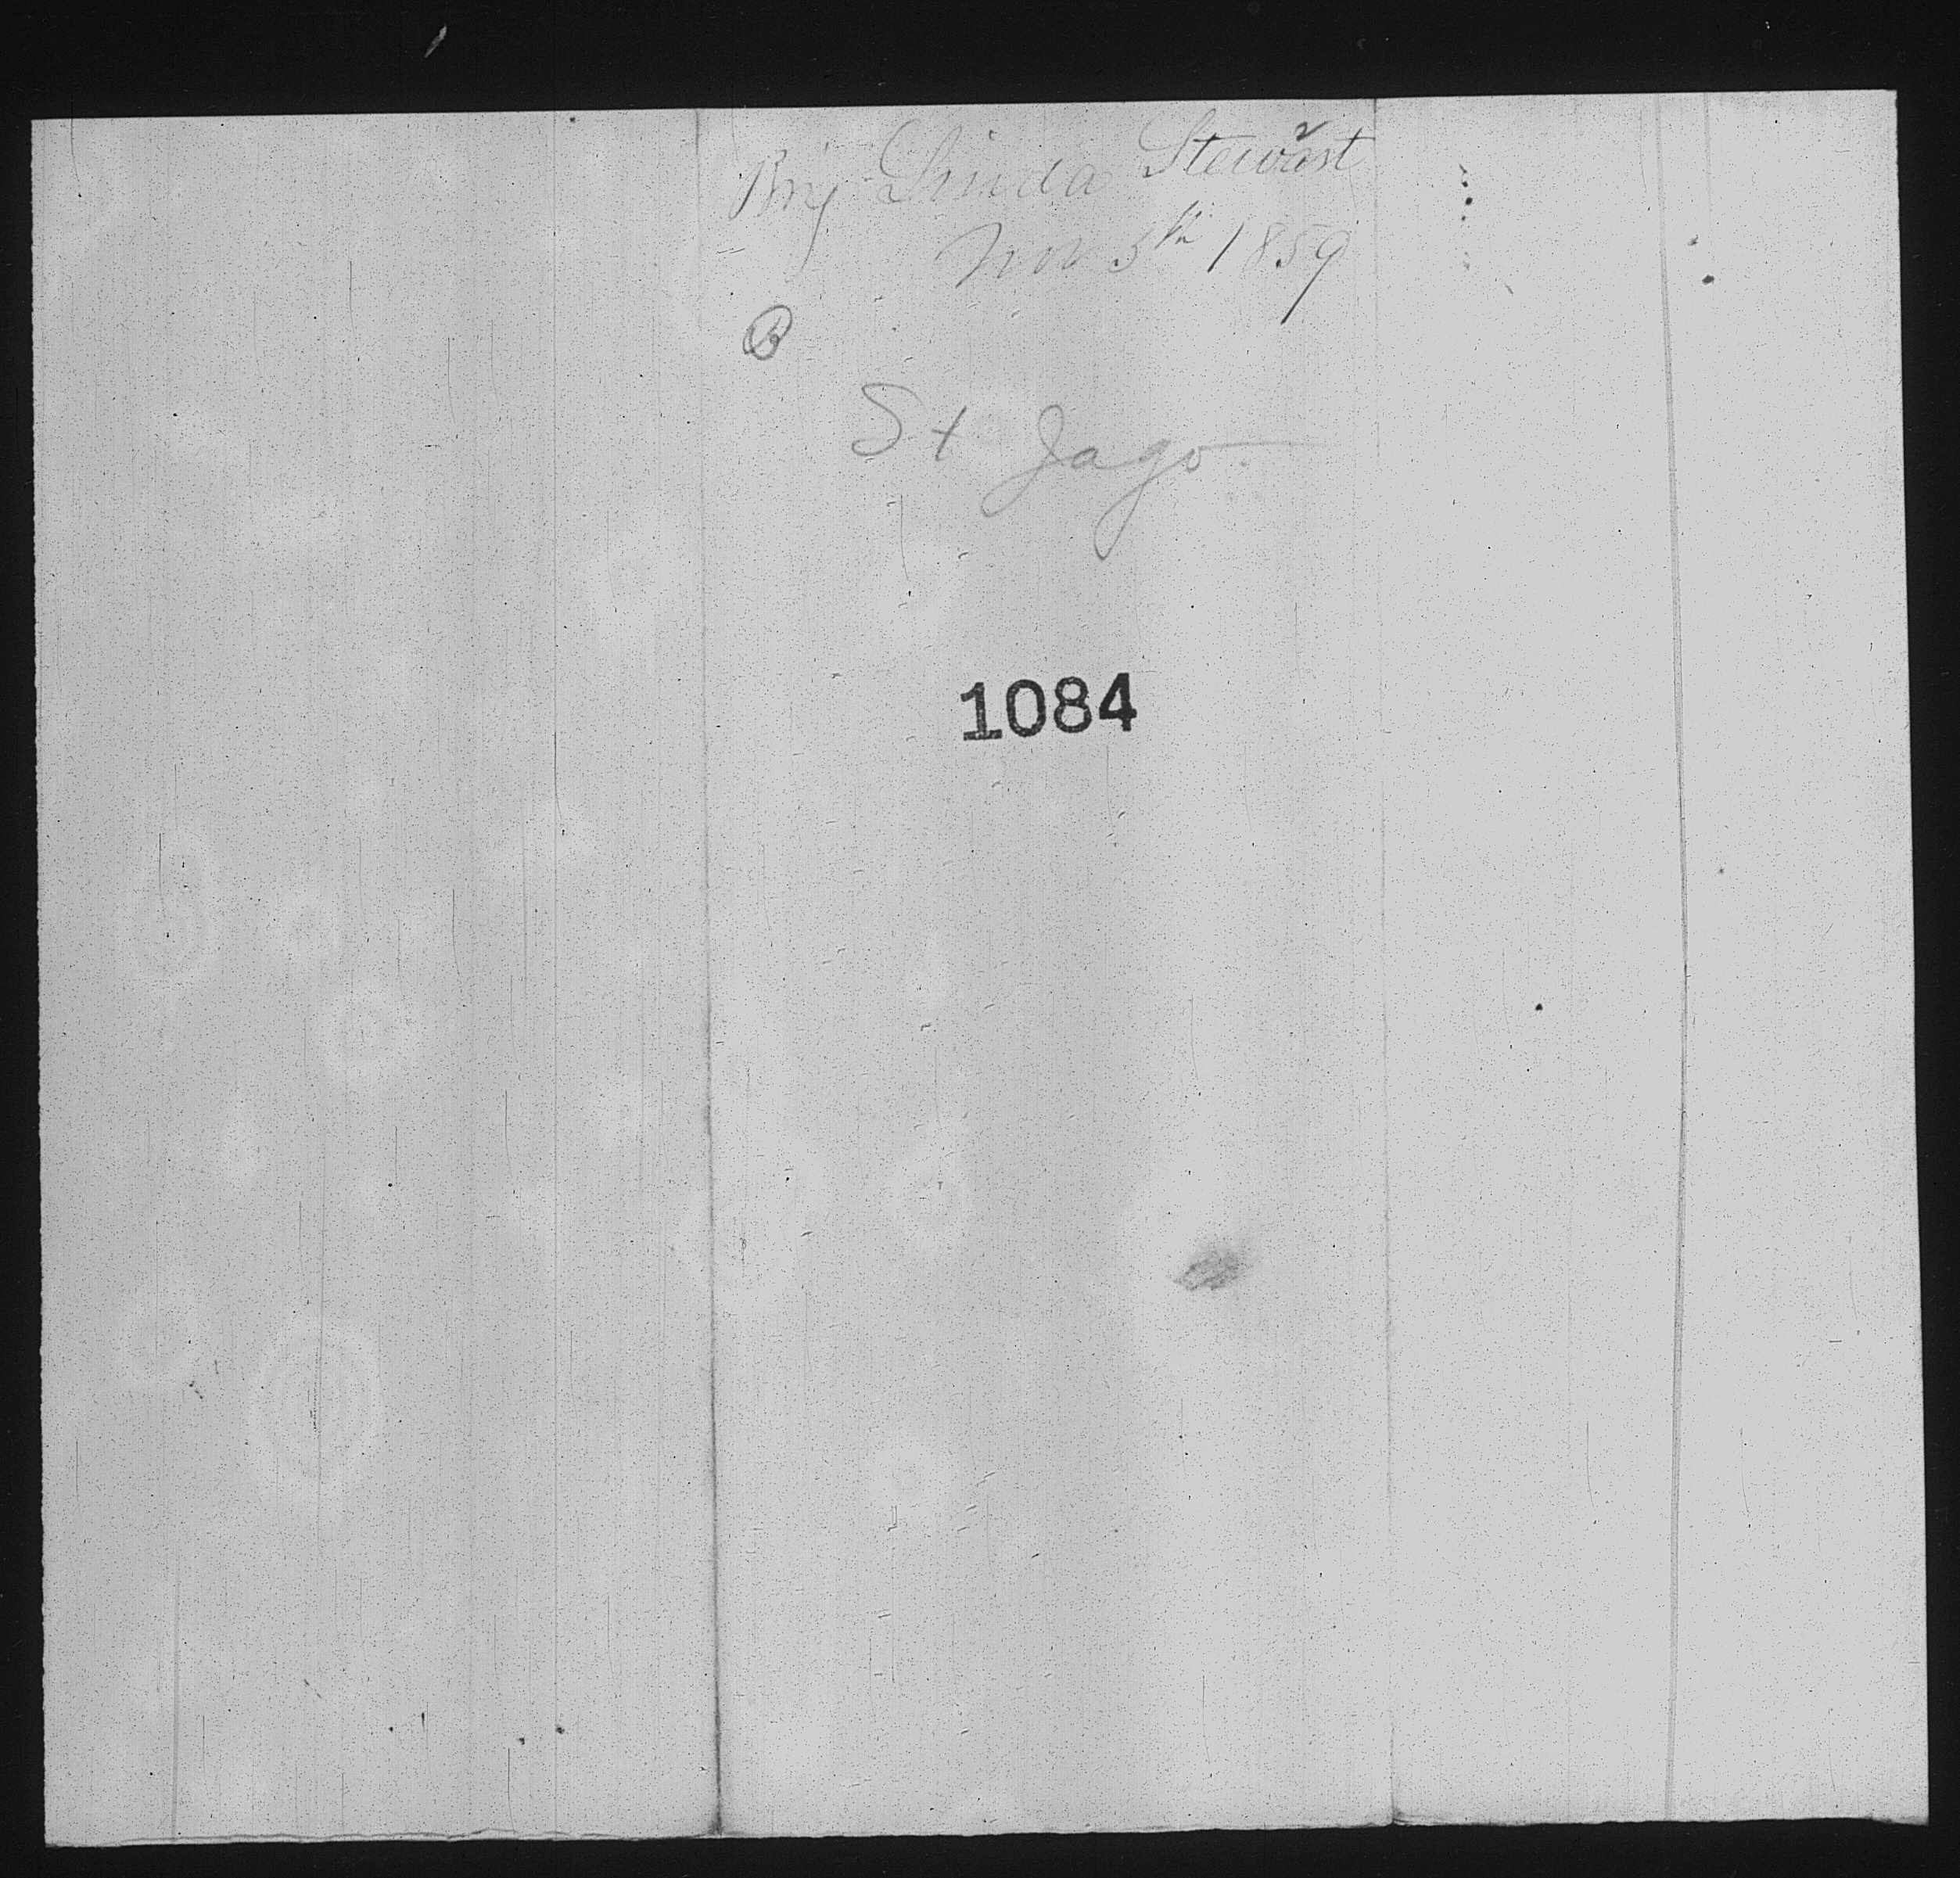 Brig Linda Stewart
Nov 5th 1859
St Jago
1084